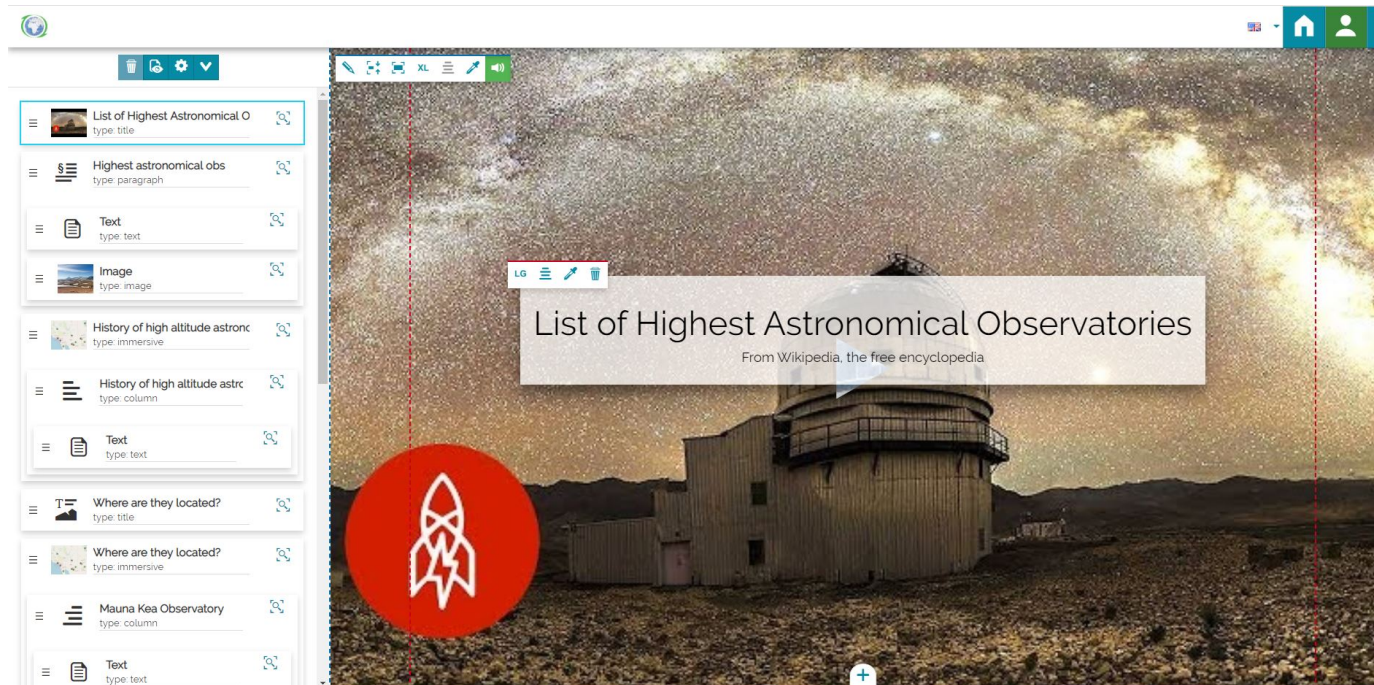 XL
List of Highest Astronomical O
type: title
Highest astronomical obs
type: paragraph
Text
type: text
Image
type: image
History of high altitude astronc
type: immersive
History of high altitude astrc
type: column
Text
type: text
Where are they located?
type: title
Where are they located?
type: immersive
Mauna Kea Observatory
type: column
Text
type: text
LG
List of Highest Astronomical Observatories
From Wikipedia, the free encyclopedia